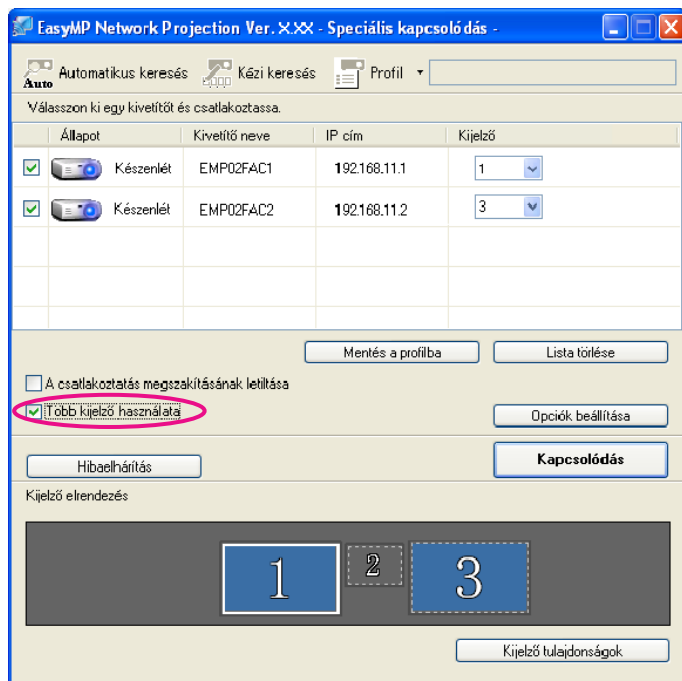 EasyMP Network Projection Ver. X.XX - Speciális kapcsolódás -
Auto Automatikus keresés Kézi keresés Profil
Válasszon ki egy kivetítőt és csatlakoztassa.
Állapot Kivetítő neve IP cím Kijelző
Készenlét EMP02FAC1 192.168.11.1 1
Készenlét EMP02FAC2 192.168.11.2 3
Mentés a profilba Lista törlése
A csatlakoztatás megszakításának letiltása
Több kijelző használata
Opciók beállítása
Hibaelhárítás Kapcsolódás
Kijelző elrendezés
1 2 3
Kijelző tulajdonságok